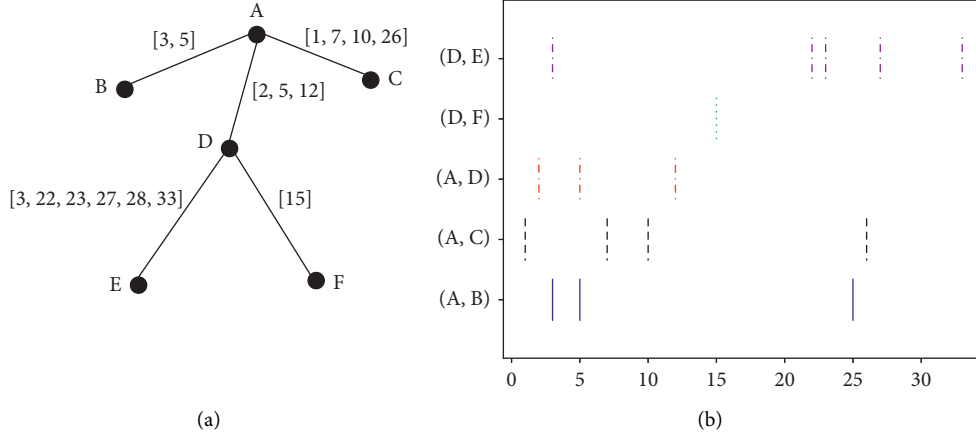 A
[3, 5]
[1, 7, 10, 26]
B
C
[2, 5, 12]
D
[3, 22, 23, 27, 28, 33]
[15]
E
F
(a)
(D, E)
(D, F)
(A, D)
(A, C)
(A, B)
0 5 10 15 20 25 30
(b)